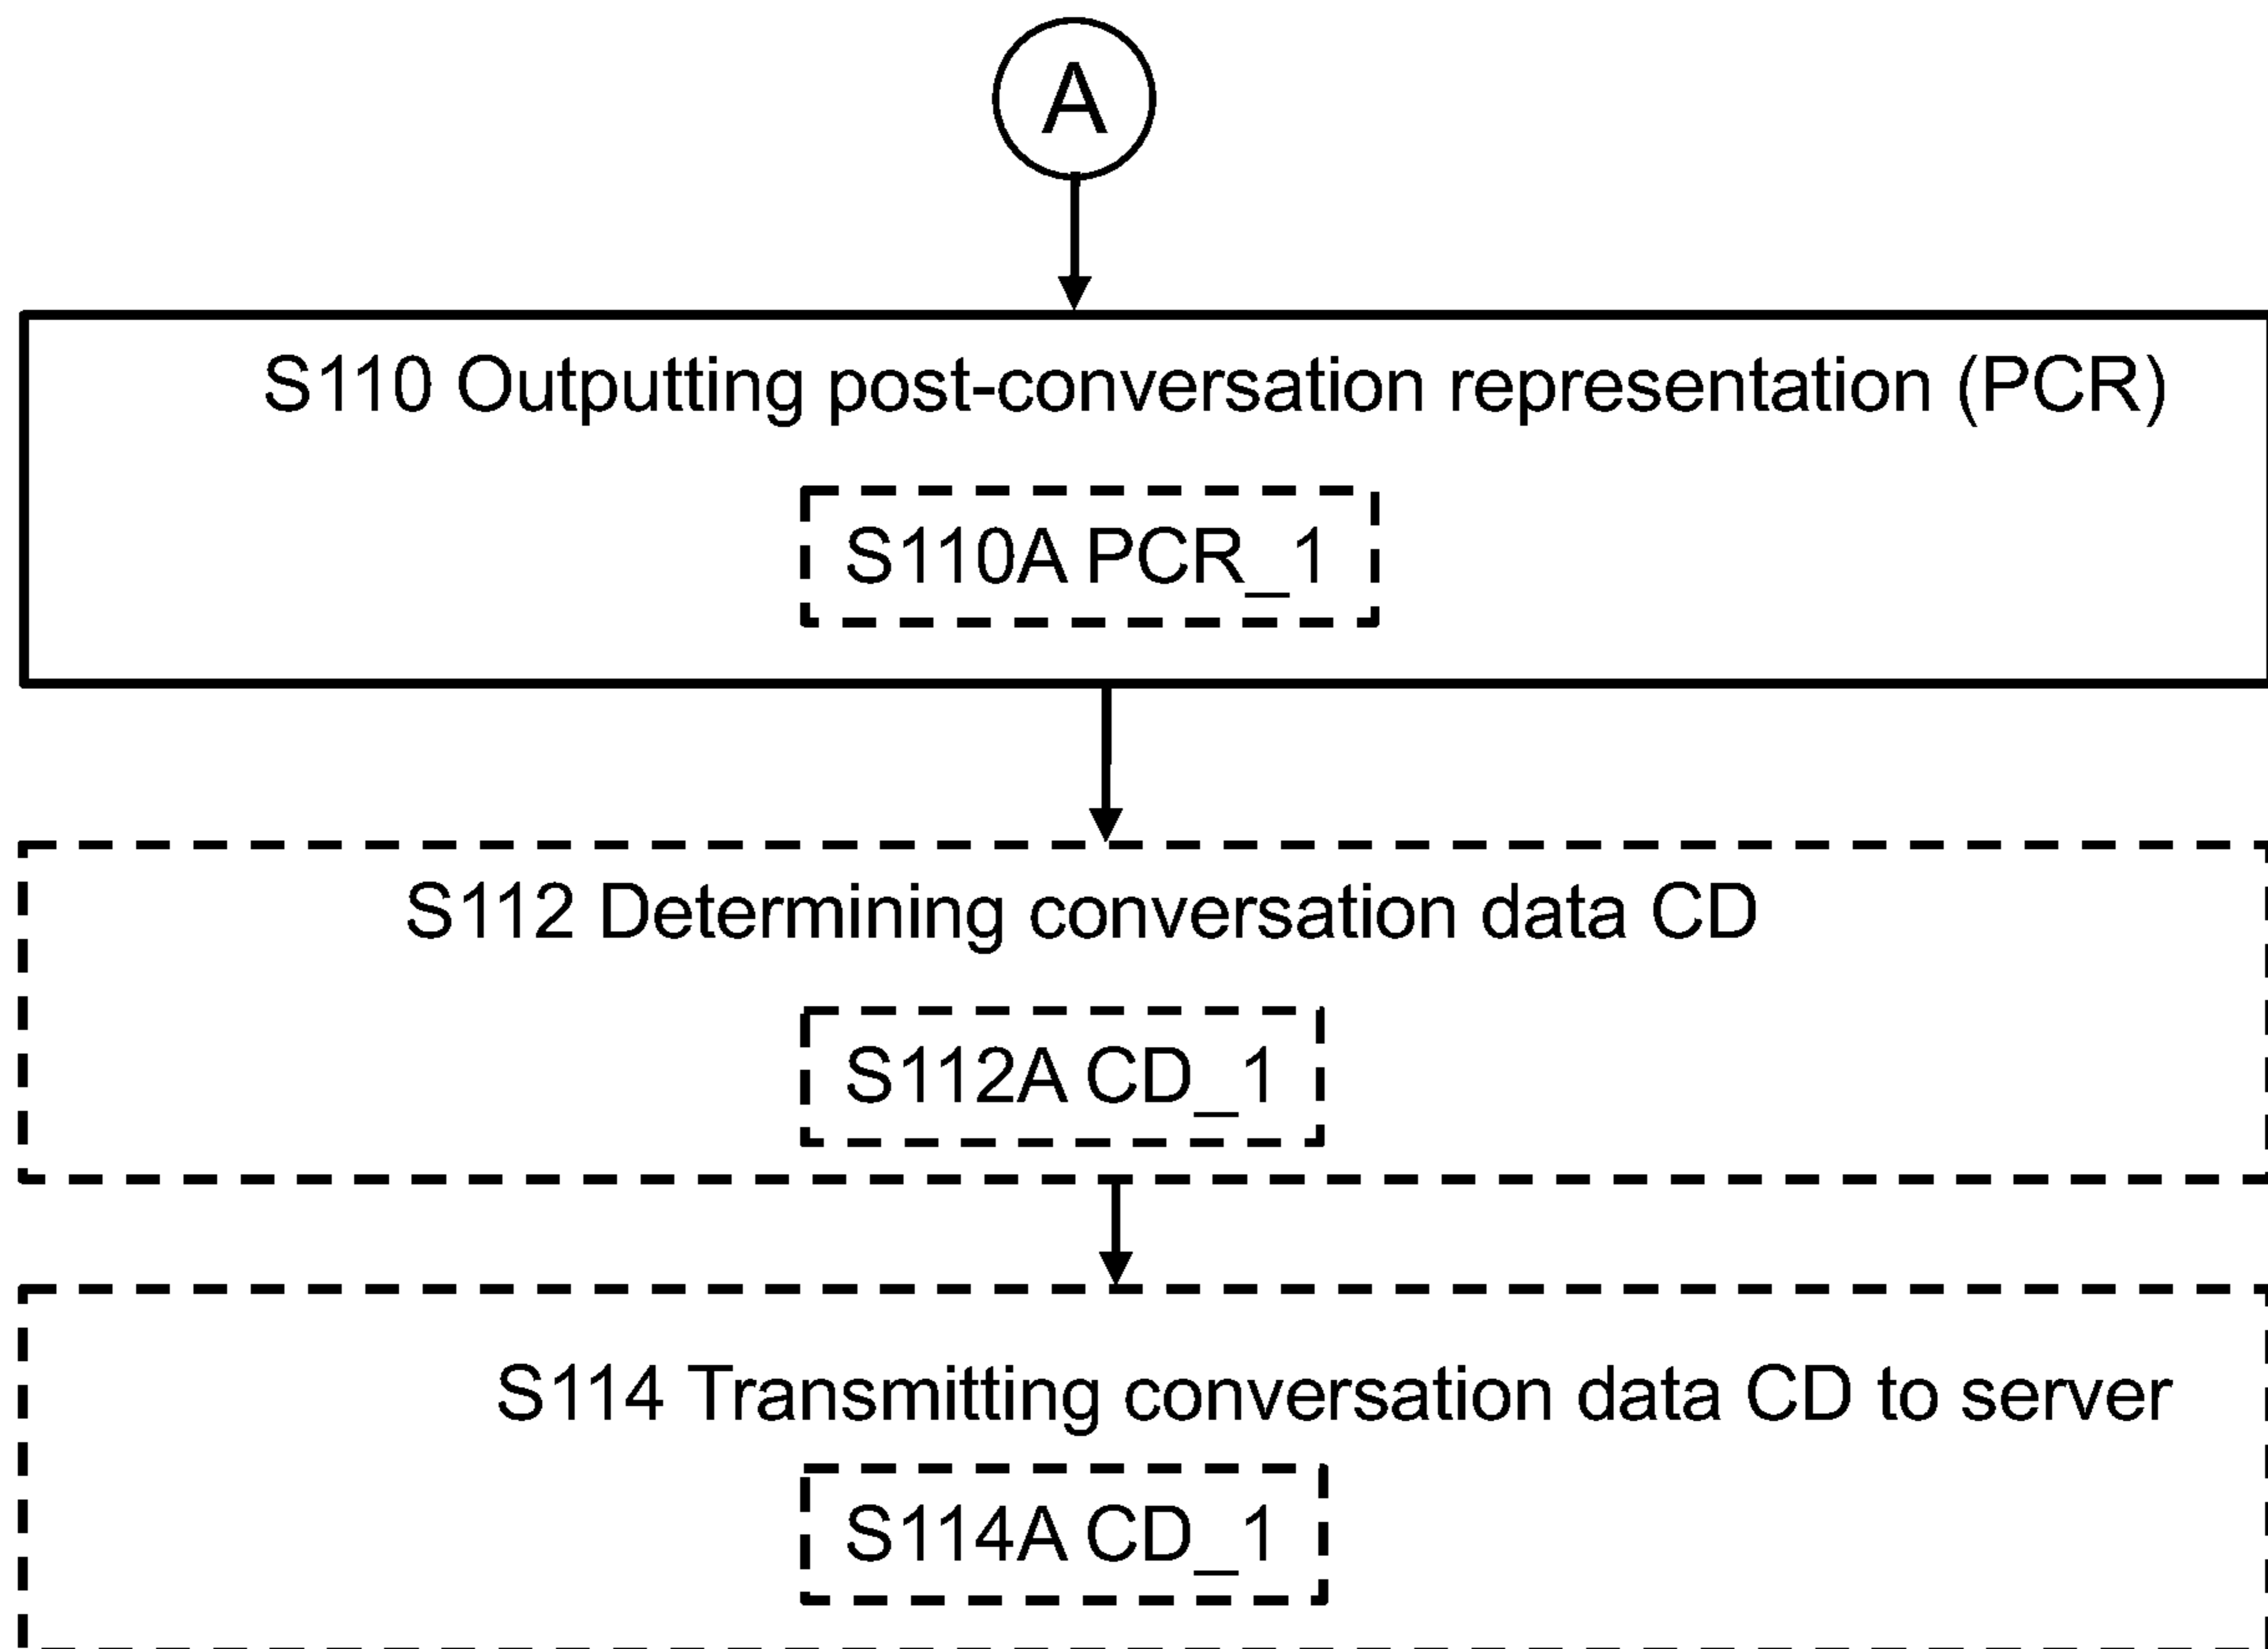 A
S110 Outputting post-conversation representation (PCR)
S110A PCR_1
S112 Determining conversation data CD
S112A CD_1
S114 Transmitting conversation data CD to server
S114A CD_1